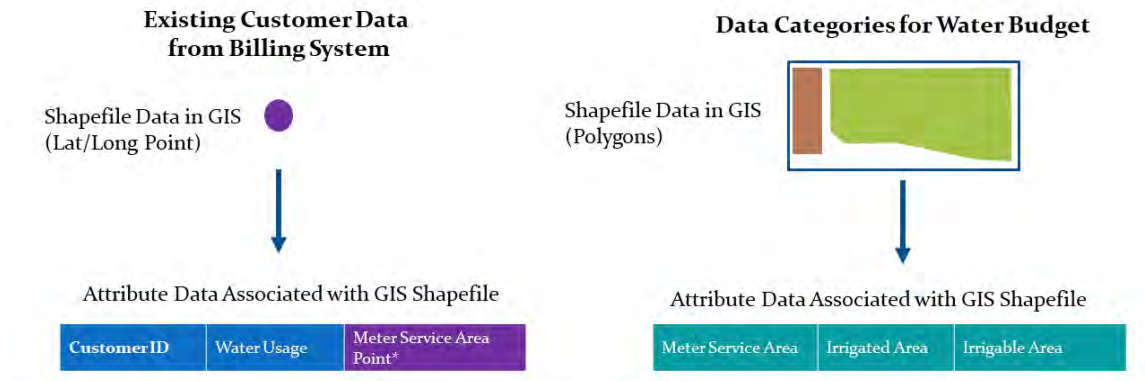 Existing Customer Data
from Billing System
Shapefile Data in GIS
(Lat/Long Point)
Attribute Data Associated with GIS Shapefile
CustomerID
Water Usage
Meter Service Area
Point*
Data Categories for Water Budget
Shapefile Data in GIS
(Polygons)
Attribute Data Associated with GIS Shapefile
Meter Service Area
Irrigated Area
Irrigable Area